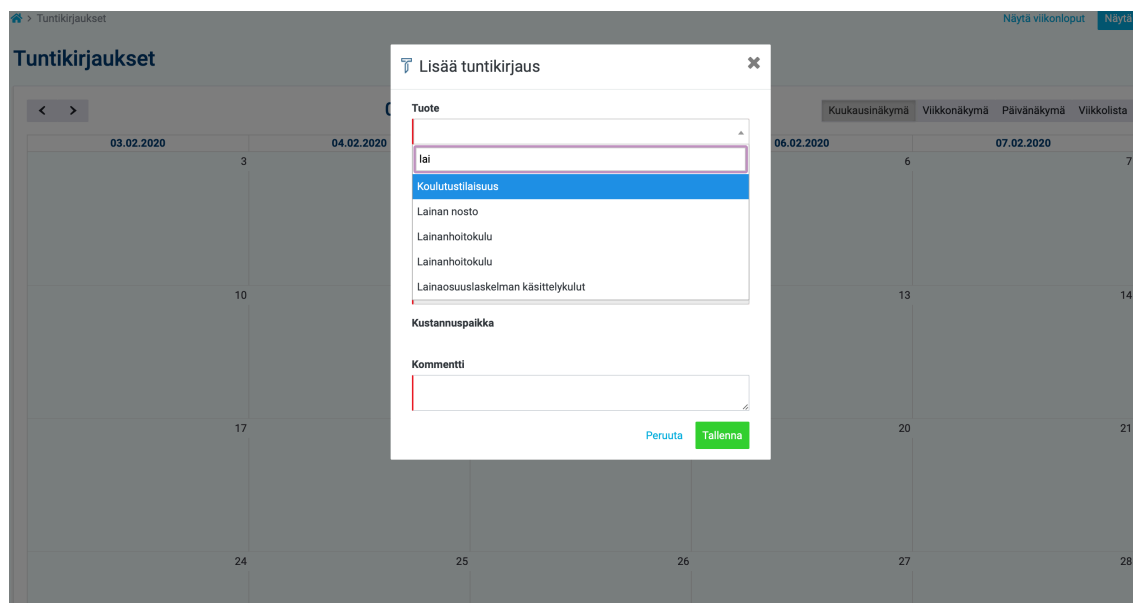 > Tuntikirjaukset
Näytä viikonloput
Näytä
Tuntikirjaukset
Lisää tuntikirjaus
Kuukausinäkymä Viikkonäkymä Päivänäkymä Viikkolista
03.02.2020 04.02.2020 06.02.2020 07.02.2020
Tuote
lai
Koulutustilaisuus
Lainan nosto
Lainanhoitokulu
Lainanhoitokulu
Lainaosuuslaskelman käsittelykulut
Kustannuspaikka
Kommentti
Peruuta Tallenna
3 6 7
10 13 14
17 20 21
24 25 26 27 28